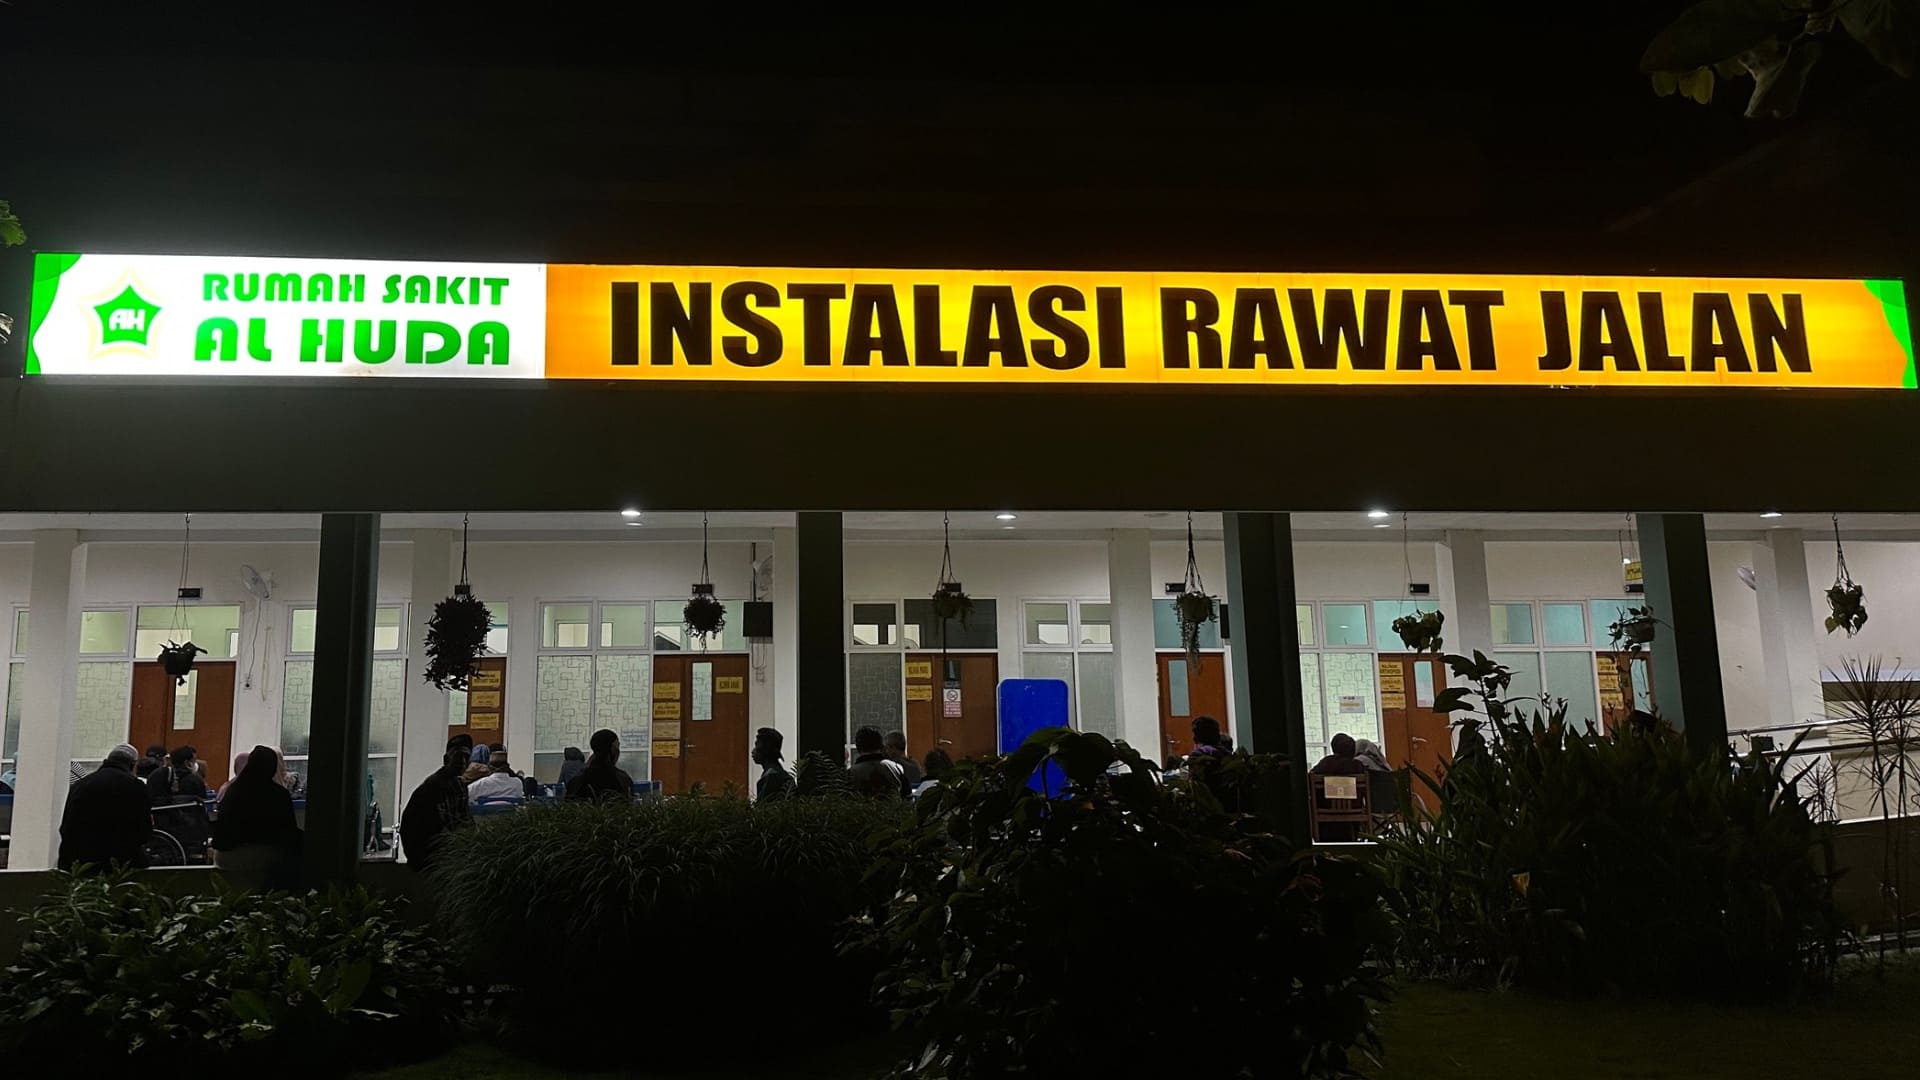 AH
RUMAH SAKIT
AL HUDA
INSTALASI RAWAT JALAN